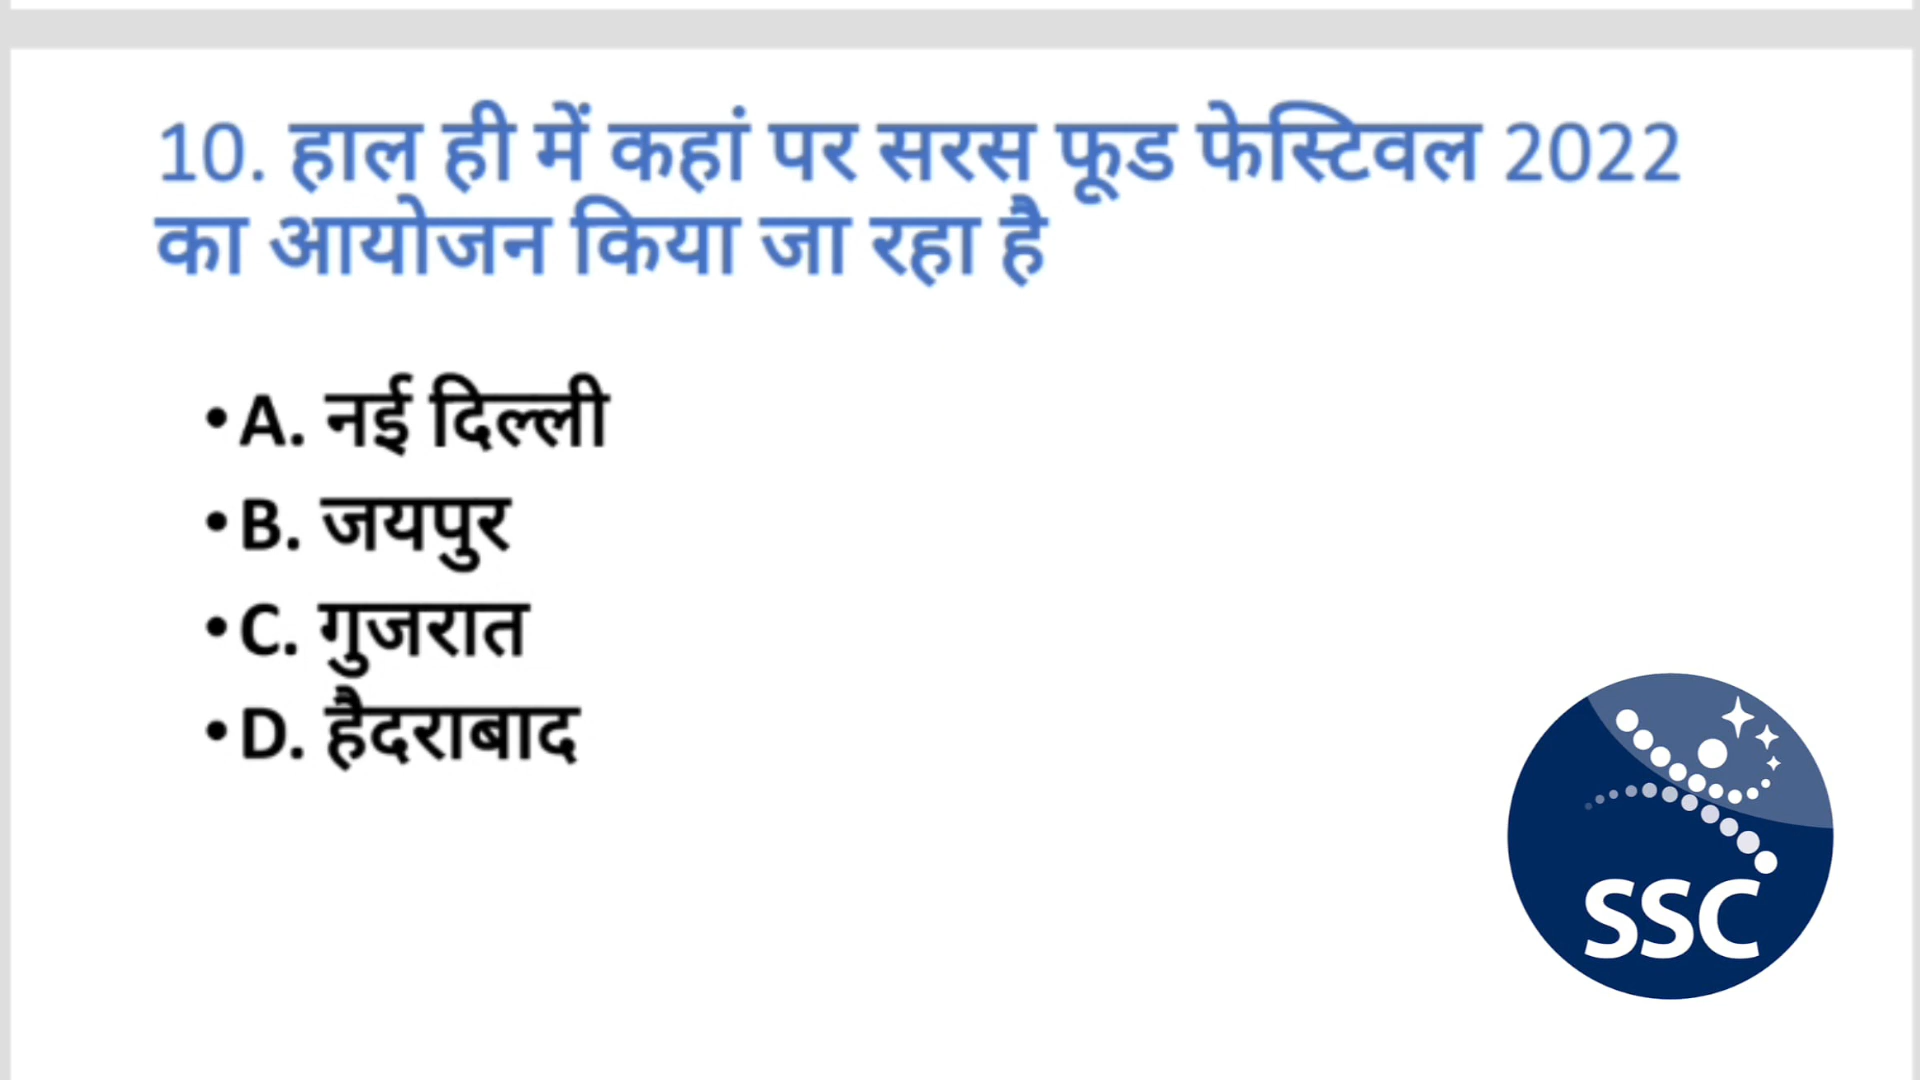 10. हाल ही में कहां पर सरस फूड फेस्टिवल 2022
का आयोजन किया जा रहा है
• A. नई दिल्ली
• B. जयपुर
• C. गुजरात
• D. हैदराबाद
SSC